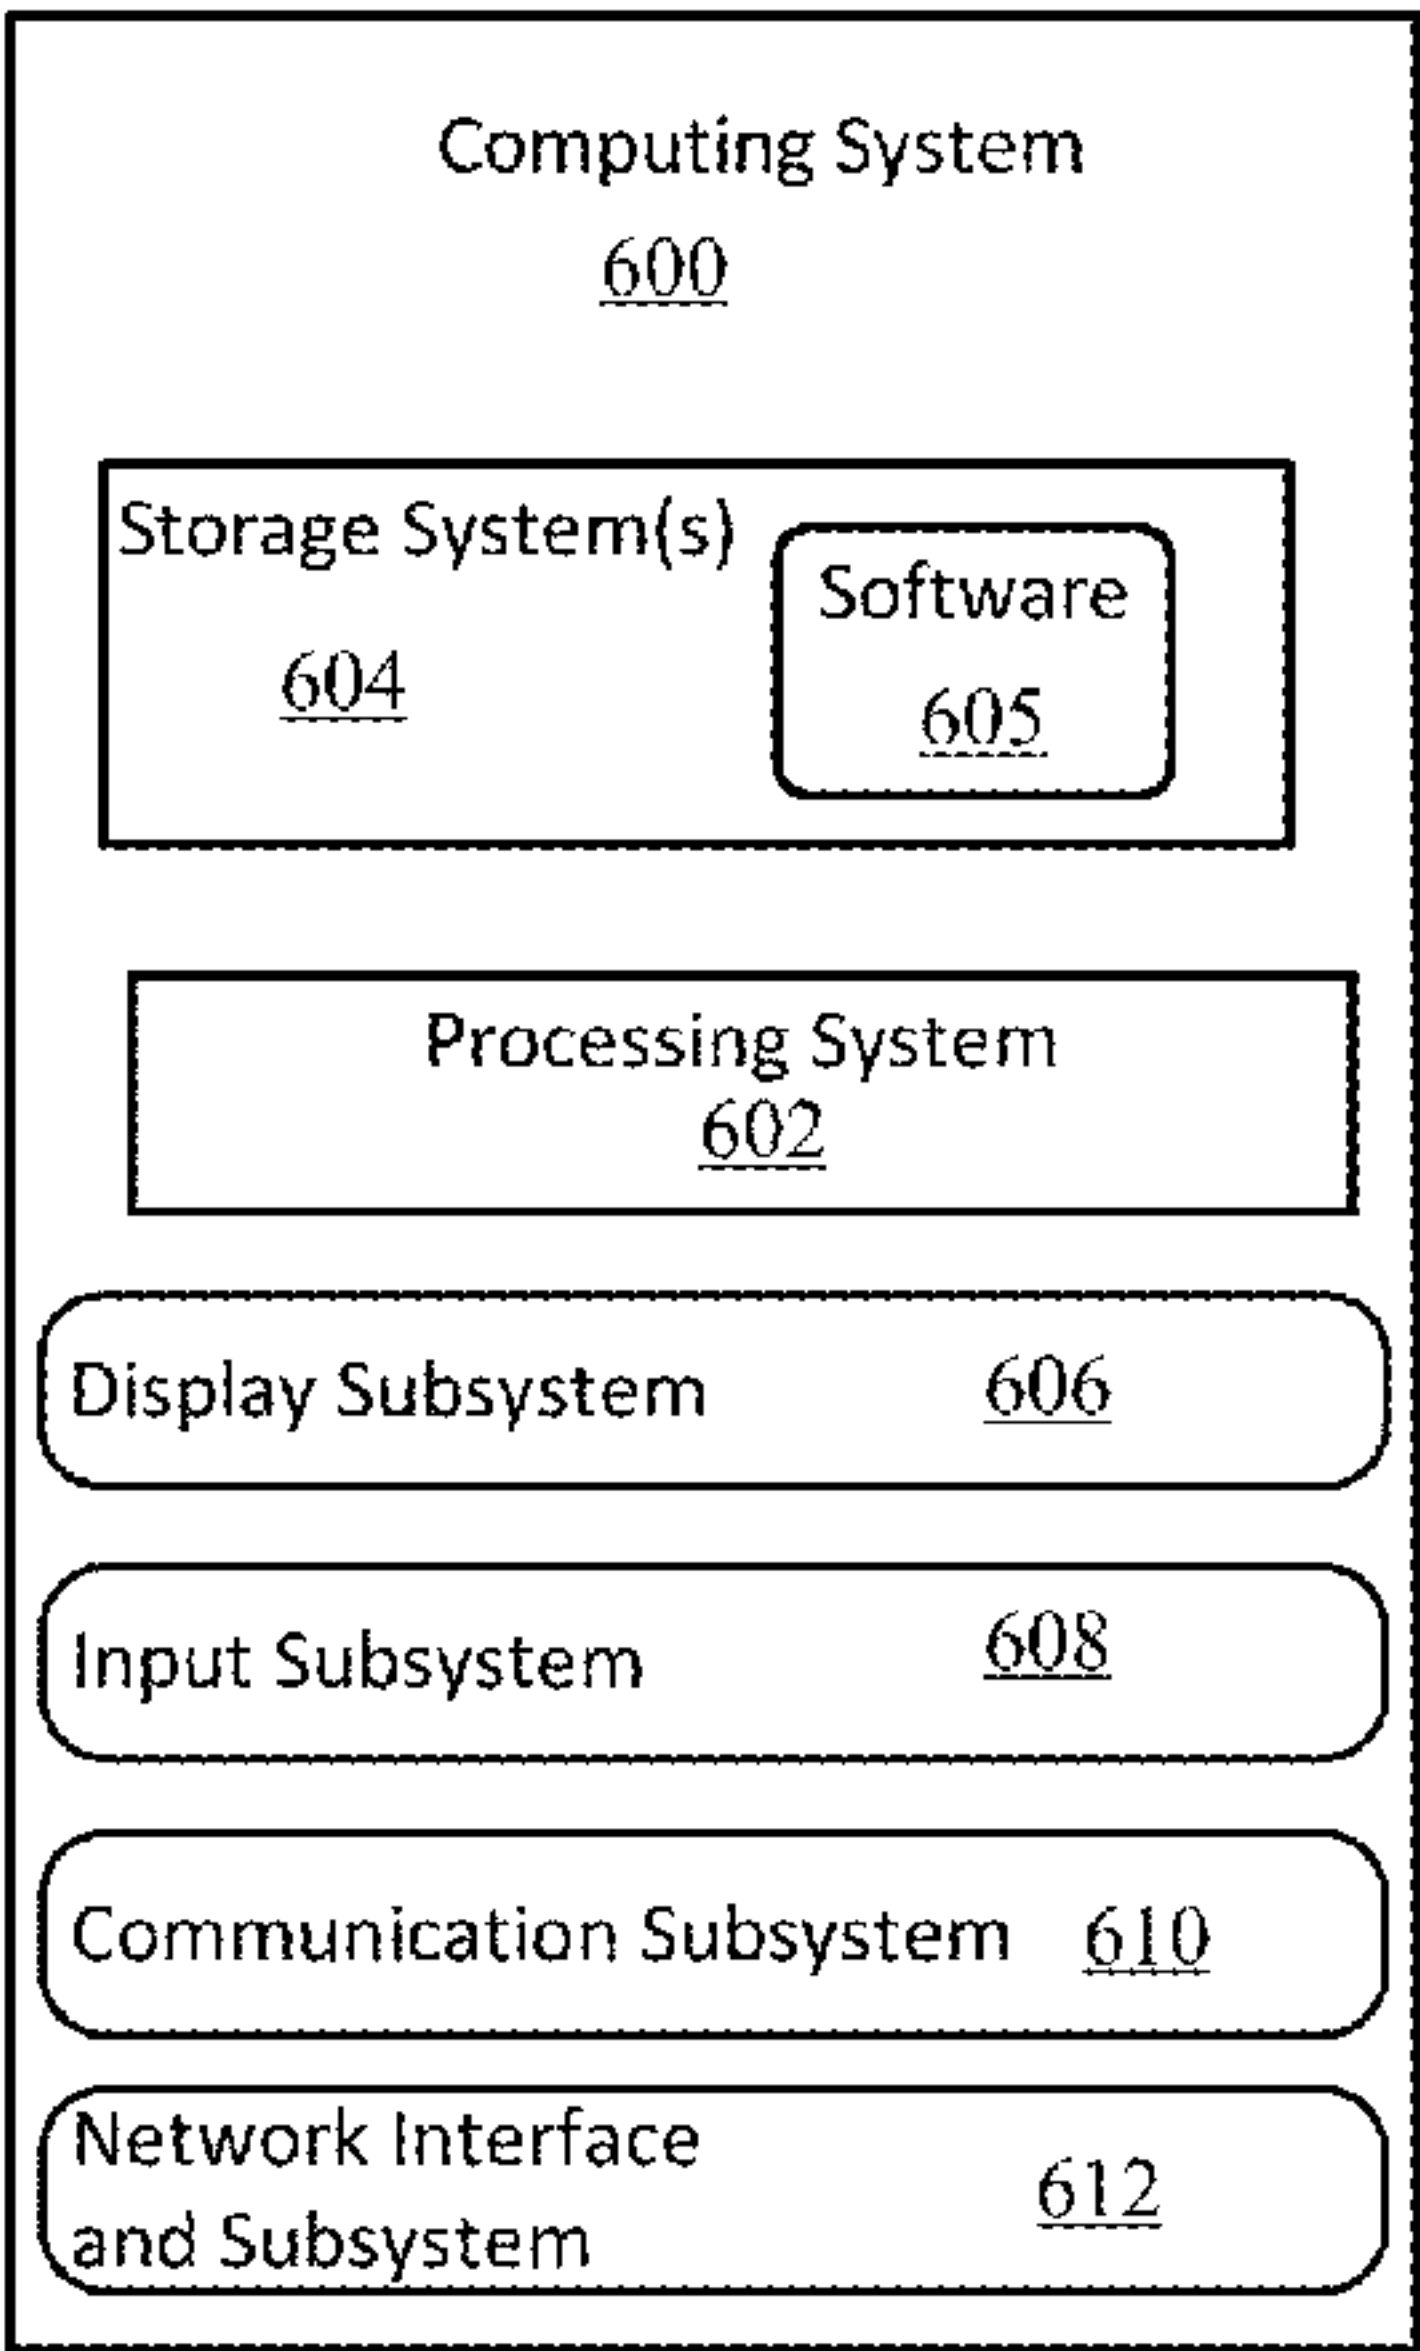 Computing System
600
Storage System(s)
604
Software
605
Processing System
602
Display Subsystem 606
Input Subsystem 608
Communication Subsystem 610
Network Interface
and Subsystem
612